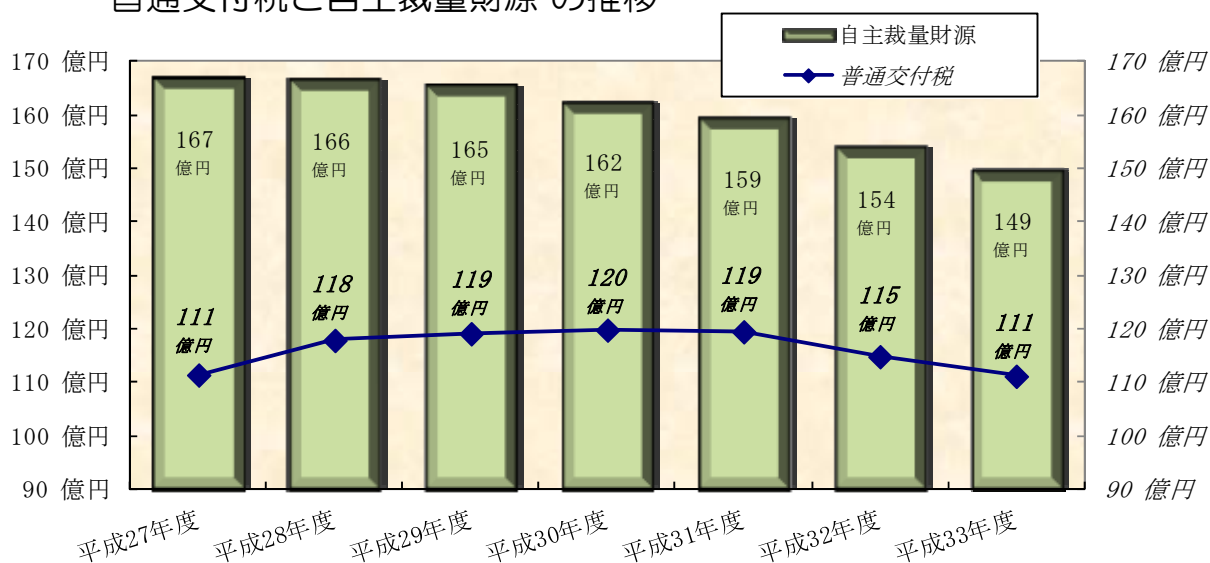 普通交付税と自主裁量財源 の推移
自主裁量財源
普通交付税
170 億円
160 億円
150 億円
140 億円
130 億円
120 億円
110 億円
100 億円
90 億円
170 億円
160 億円
150 億円
140 億円
130 億円
120 億円
110 億円
100 億円
90 億円
167
億円
166
億円
165
億円
162
億円
159
億円
154
億円
149
億円
111
億円
118
億円
119
億円
120
億円
119
億円
115
億円
111
億円
平成27年度
平成28年度
平成29年度
平成30年度
平成31年度
平成32年度
平成33年度